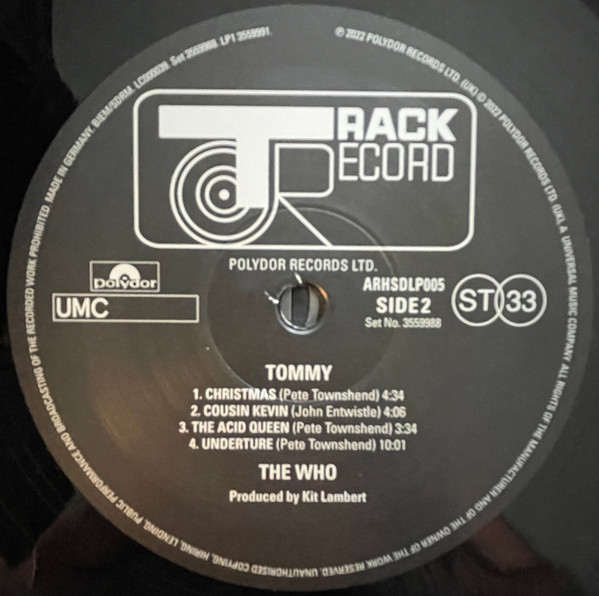 MADE IN GERMANY. BIEM/SDRM. LC000039. Set 3559988. LP1 3559991.
℗ 2022 POLYDOR RECORDS LTD. (UK) © 2022 POLYDOR RECORDS LTD. (UK), A UNIVERSAL MUSIC COMPANY ALL RIGHTS OF THE MANUFACTURER AND OF THE OWNER OF THE WORK RESERVED. UNAUTHORISED COPYING, HIRING, LENDING, PUBLIC PERFORMANCE AND BROADCASTING OF THE RECORDED WORK PROHIBITED.
TRACK
RECORD
POLYDOR RECORDS LTD.
polydor
UMC
ARHSDLP005
SIDE 2
Set No. 3559988
ST 33
TOMMY
1. CHRISTMAS (Pete Townshend) 4:34
2. COUSIN KEVIN (John Entwistle) 4:06
3. THE ACID QUEEN (Pete Townshend) 3:34
4. UNDERTURE (Pete Townshend) 10:01
THE WHO
Produced by Kit Lambert